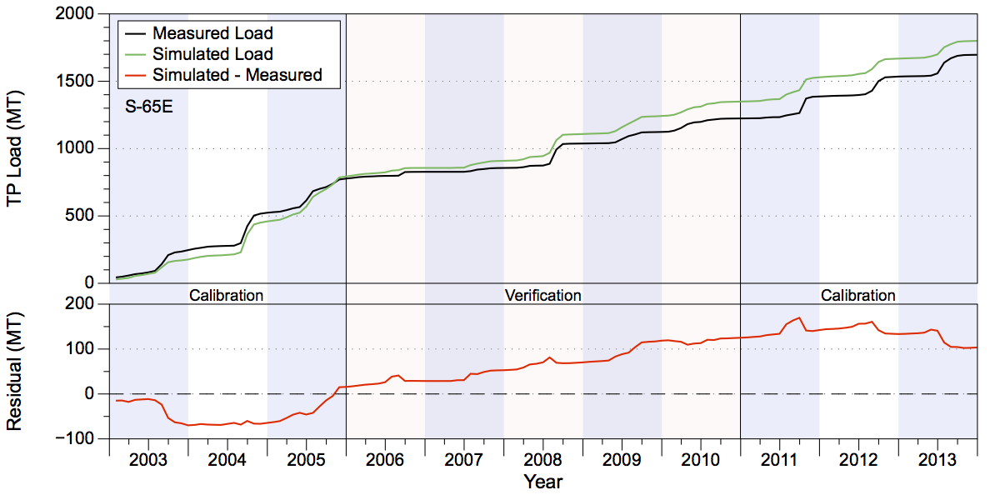 2000
1500
1000
500
0
TP Load (MT)
Measured Load
Simulated Load
Simulated - Measured
S-65E
Calibration
Verification
Calibration
200
100
0
−100
Residual (MT)
2003 2004 2005 2006 2007 2008 2009 2010 2011 2012 2013
Year